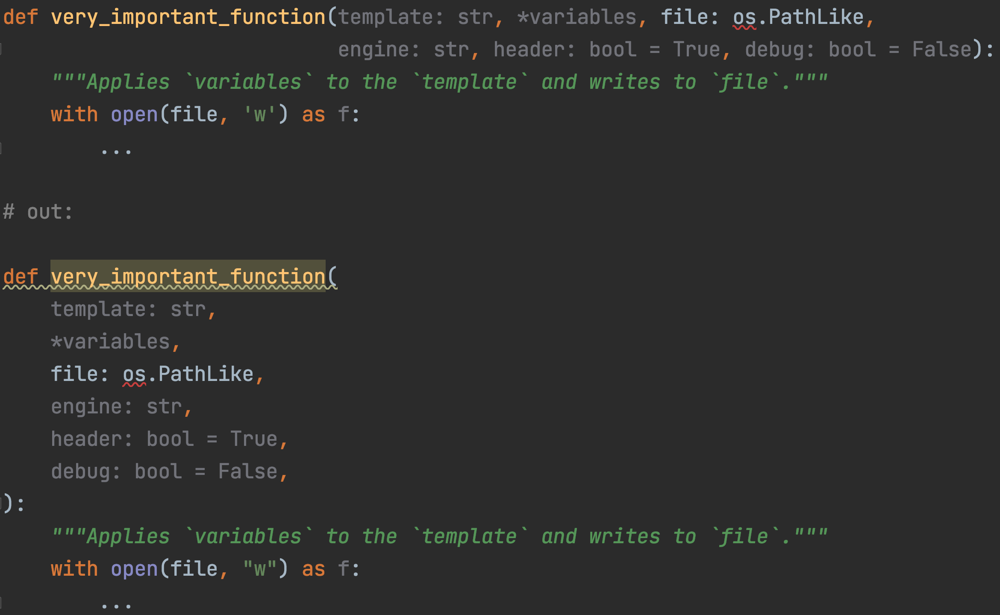 def very_important_function(template: str, *variables, file: os.PathLike,
                            engine: str, header: bool = True, debug: bool = False):
    """Applies `variables` to the `template` and writes to `file`."""
    with open(file, 'w') as f:
        ...
# out:
def very_important_function(
    template: str,
    *variables,
    file: os.PathLike,
    engine: str,
    header: bool = True,
    debug: bool = False,
):
    """Applies `variables` to the `template` and writes to `file`."""
    with open(file, "w") as f:
        ...